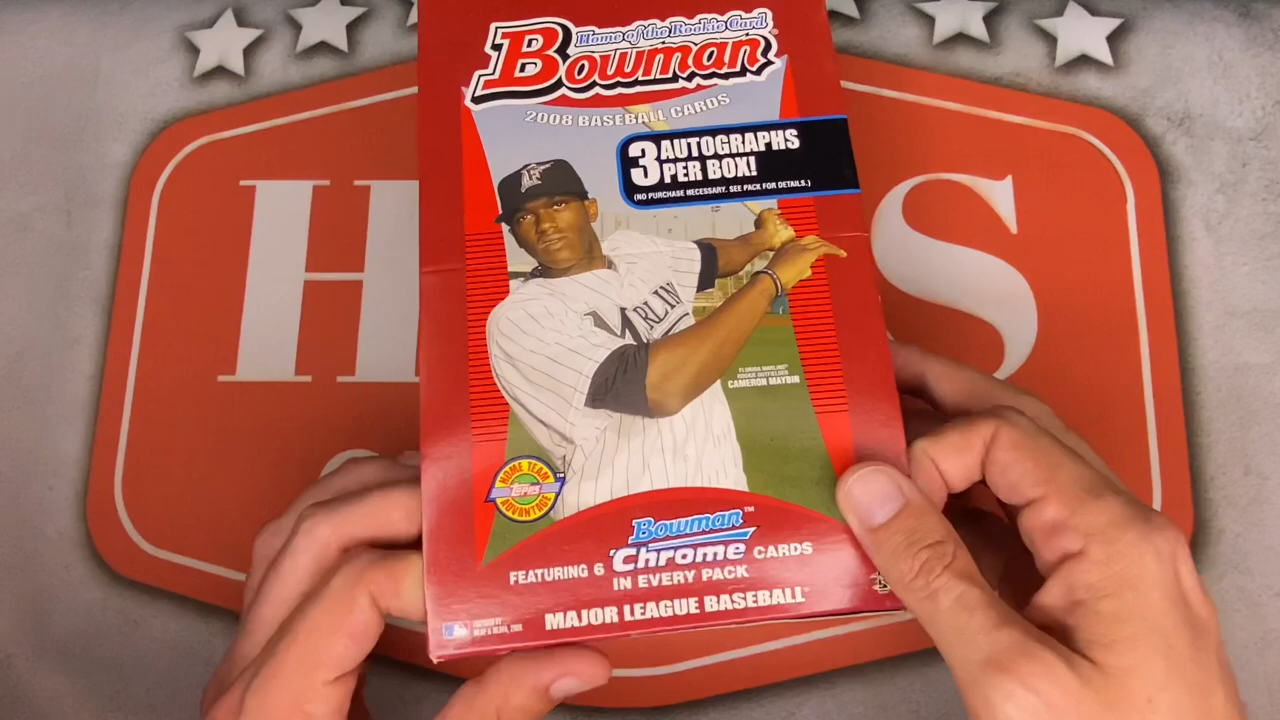 Home of the Rookie Card
Bowman
2008 BASEBALL CARDS
3 AUTOGRAPHS
PER BOX!
(NO PURCHASE NECESSARY. SEE PACK FOR DETAILS.)
MARLIN
FLORIDA MARLINS
ROOKIE OUTFIELDER
CAMERON MAYBIN
HOME TEAM
TOPPS
ADVANTAGE
Bowman™
Chrome CARDS
FEATURING 6
IN EVERY PACK
MAJOR LEAGUE BASEBALL
H
S